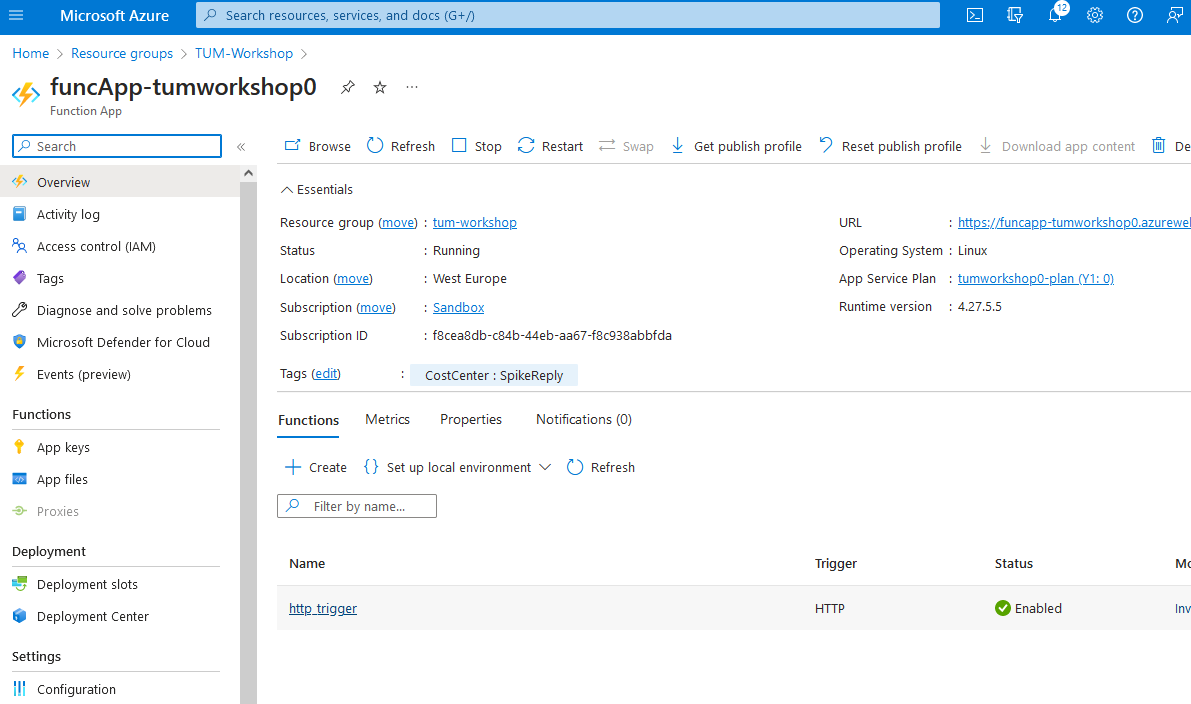 Microsoft Azure
Search resources, services, and docs (G+/)
12
Home > Resource groups > TUM-Workshop >
funcApp-tumworkshop0
Function App
Search
Browse Refresh Stop Restart Swap Get publish profile Reset publish profile Download app content De
Overview
Activity log
Access control (IAM)
Tags
Diagnose and solve problems
Microsoft Defender for Cloud
Events (preview)
Functions
App keys
App files
Proxies
Deployment
Deployment slots
Deployment Center
Settings
Configuration
Essentials
Resource group (move) : tum-workshop
Status : Running
Location (move) : West Europe
Subscription (move) : Sandbox
Subscription ID : f8cea8db-c84b-44eb-aa67-f8c938abbfda
URL : https://funcapp-tumworkshop0.azurewel
Operating System : Linux
App Service Plan : tumworkshop0-plan (Y1: 0)
Runtime version : 4.27.5.5
Tags (edit) : CostCenter : SpikeReply
Functions Metrics Properties Notifications (0)
Create {} Set up local environment Refresh
Filter by name...
Name Trigger Status Mo
http_trigger HTTP Enabled Inv